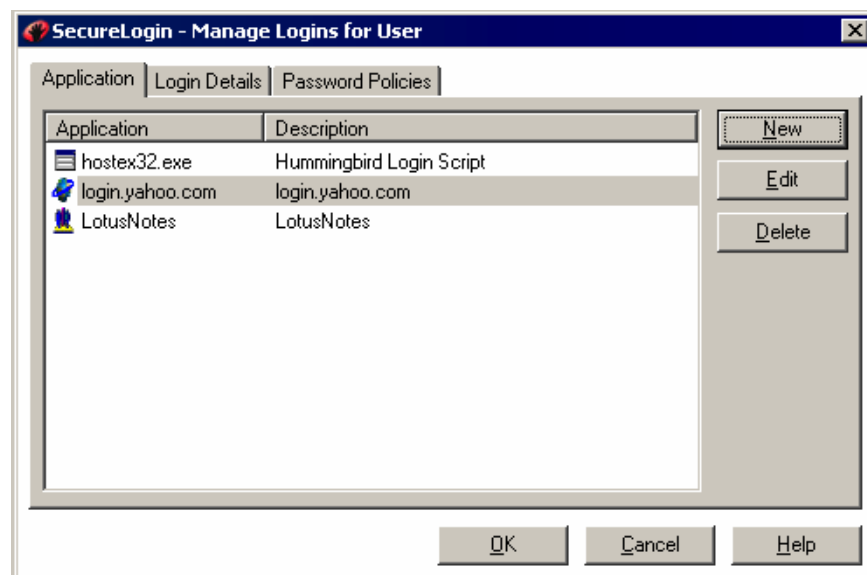 SecureLogin - Manage Logins for User
Application Login Details Password Policies
Application Description
hostex32.exe Hummingbird Login Script
login.yahoo.com login.yahoo.com
LotusNotes LotusNotes
New
Edit
Delete
OK Cancel Help